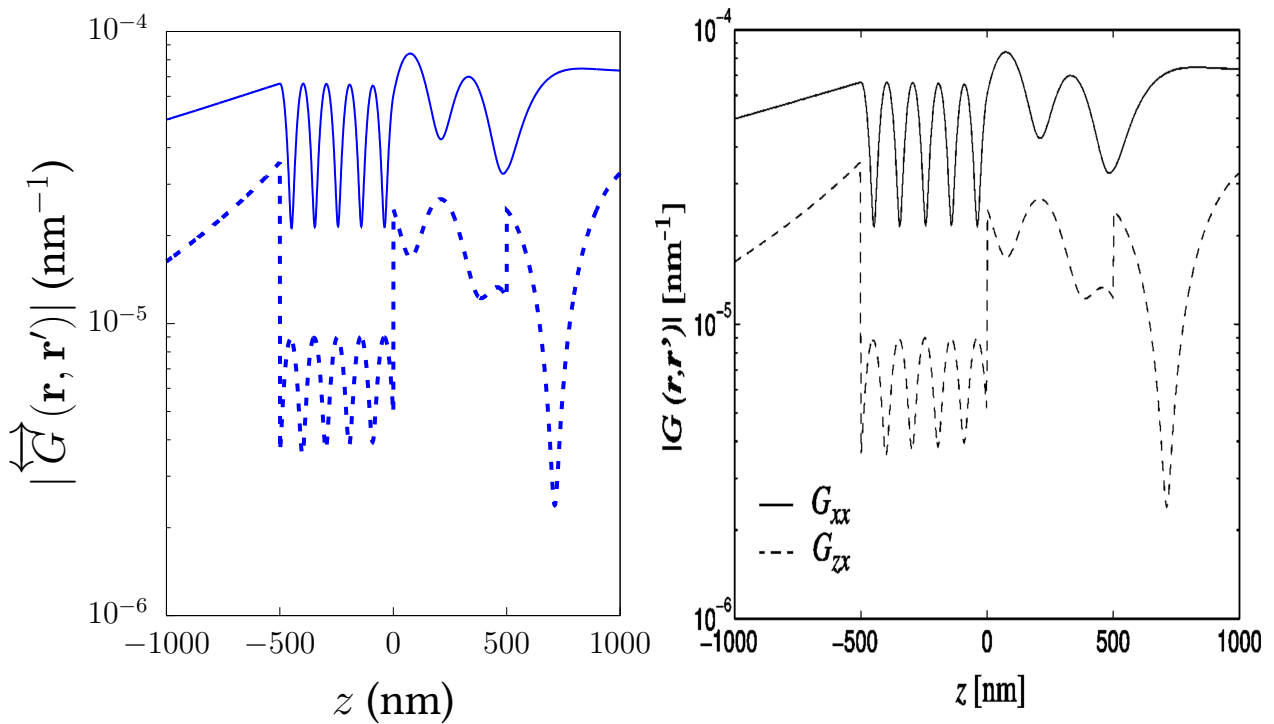 10⁻⁴
10⁻⁵
10⁻⁶
|G⃡(𝐫, 𝐫′)| (nm⁻¹)
−1000 −500 0 500 1000
z (nm)
10⁻⁴
10⁻⁵
10⁻⁶
|G (r,r’)| [nm⁻¹]
G_xx
G_zx
−1000 −500 0 500 1000
z [nm]